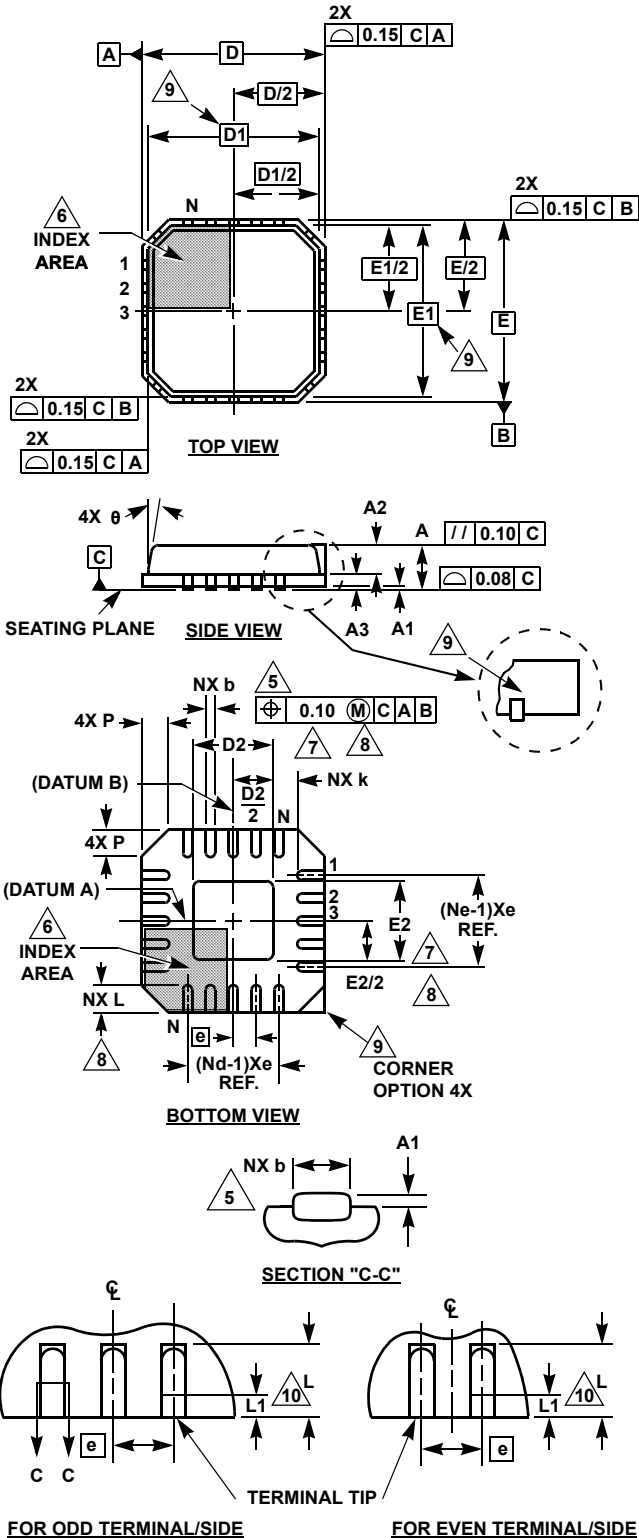 2X
⌓ 0.15 C A
A D
D/2
9
D1
D1/2
2X
⌓ 0.15 C B
N
6
INDEX
AREA
1
2
3
E1/2
E/2
E1
E
9
2X
⌓ 0.15 C B
B
2X
⌓ 0.15 C A
TOP VIEW
4X θ
A2
A
// 0.10 C
C
⌓ 0.08 C
SEATING PLANE
SIDE VIEW
A3
A1
9
NX b
5
⌖ 0.10 Ⓜ C A B
4X P
D2
7
8
(DATUM B)
D2
2
NX k
N
4X P
1
(DATUM A)
2
3
(Ne-1)Xe
REF.
6
INDEX
AREA
E2
7
E2/2
8
NX L
N
8
e
(Nd-1)Xe
REF.
9
CORNER
OPTION 4X
BOTTOM VIEW
A1
NX b
5
SECTION "C-C"
℄
℄
L
10
L1
L
10
L1
e
e
C C
TERMINAL TIP
FOR ODD TERMINAL/SIDE
FOR EVEN TERMINAL/SIDE